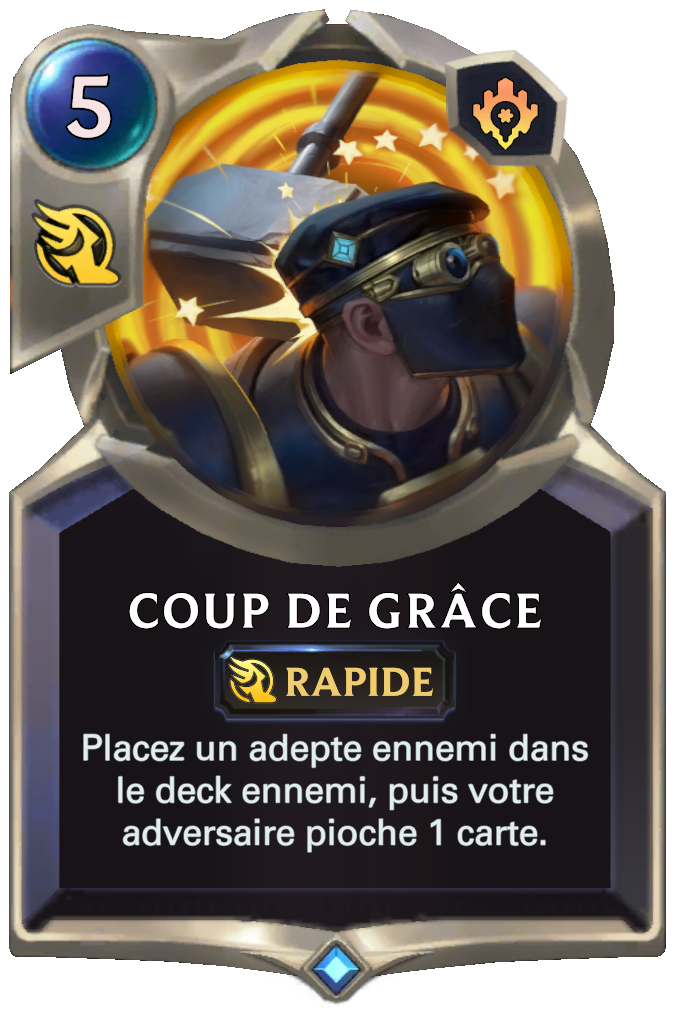 5
COUP DE GRÂCE
RAPIDE
Placez un adepte ennemi dans
le deck ennemi, puis votre
adversaire pioche 1 carte.